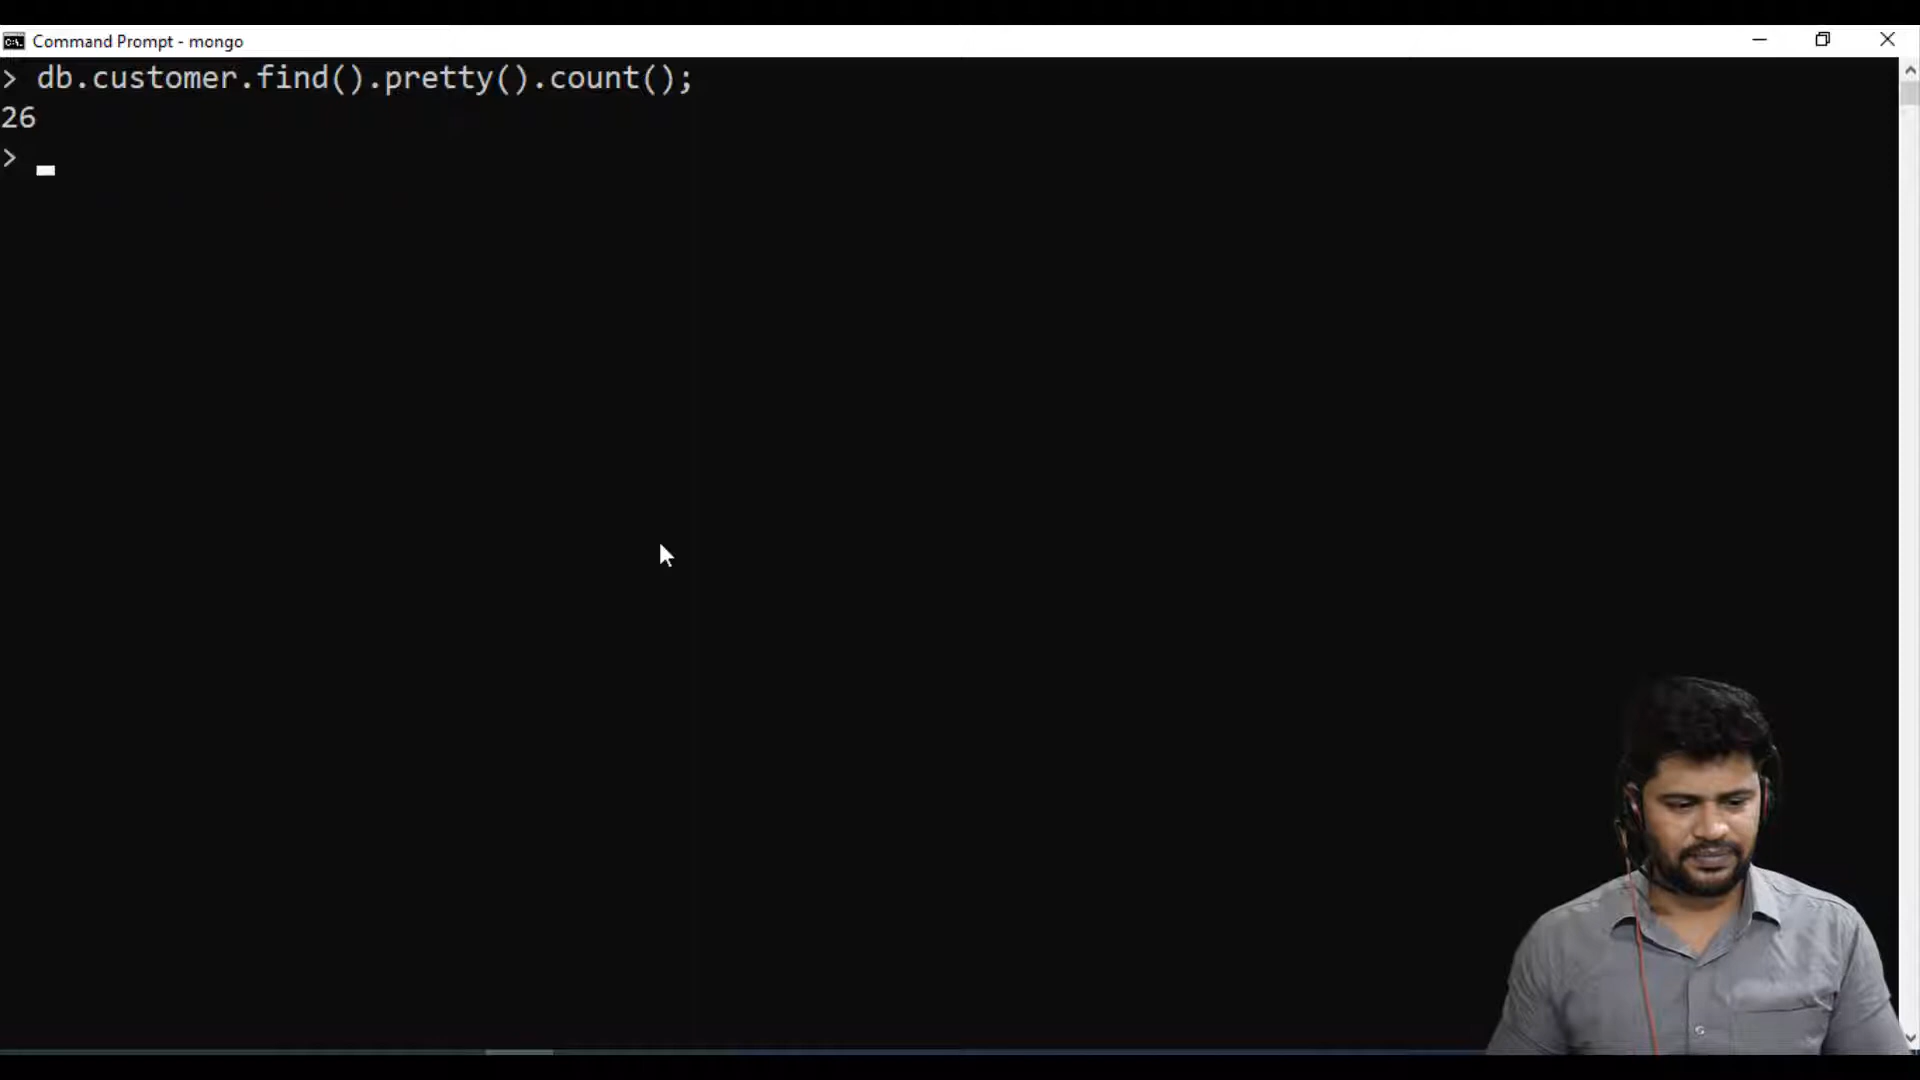 Command Prompt - mongo
> db.customer.find().pretty().count();
26
>